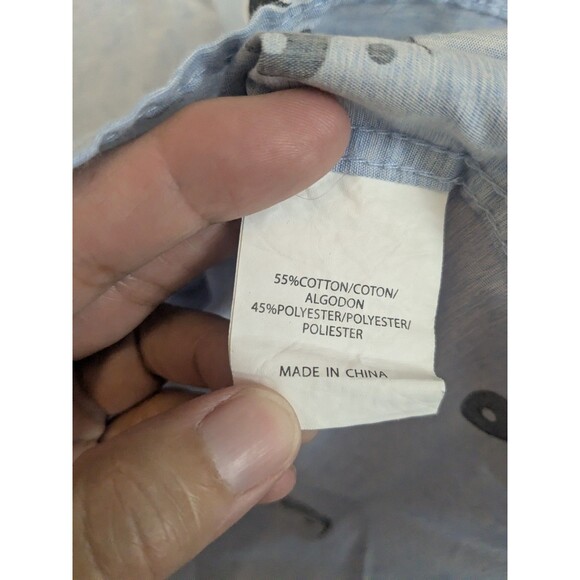 55%COTTON/COTON/
ALGODON
45%POLYESTER/POLYESTER/
POLIESTER
MADE IN CHINA